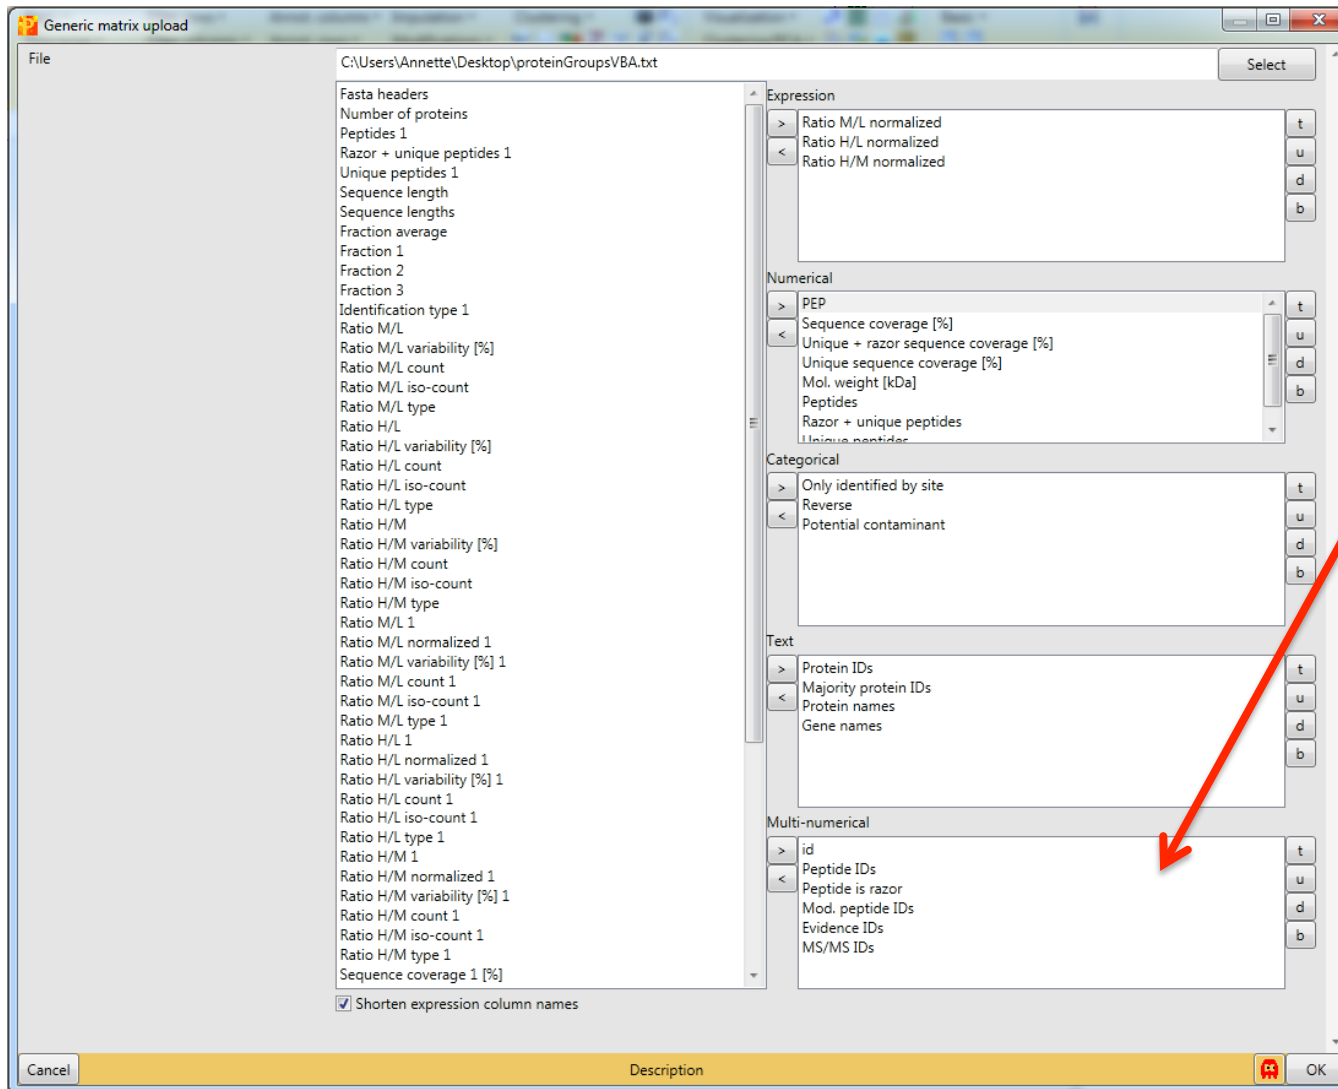 Generic matrix upload
File
C:\Users\Annette\Desktop\proteinGroupsVBA.txt
Select
Fasta headers
Number of proteins
Peptides 1
Razor + unique peptides 1
Unique peptides 1
Sequence length
Sequence lengths
Fraction average
Fraction 1
Fraction 2
Fraction 3
Identification type 1
Ratio M/L
Ratio M/L variability [%]
Ratio M/L count
Ratio M/L iso-count
Ratio M/L type
Ratio H/L
Ratio H/L variability [%]
Ratio H/L count
Ratio H/L iso-count
Ratio H/L type
Ratio H/M
Ratio H/M variability [%]
Ratio H/M count
Ratio H/M iso-count
Ratio H/M type
Ratio M/L 1
Ratio M/L normalized 1
Ratio M/L variability [%] 1
Ratio M/L count 1
Ratio M/L iso-count 1
Ratio M/L type 1
Ratio H/L 1
Ratio H/L normalized 1
Ratio H/L variability [%] 1
Ratio H/L count 1
Ratio H/L iso-count 1
Ratio H/L type 1
Ratio H/M 1
Ratio H/M normalized 1
Ratio H/M variability [%] 1
Ratio H/M count 1
Ratio H/M iso-count 1
Ratio H/M type 1
Sequence coverage 1 [%]
Shorten expression column names
Expression
>
<
Ratio M/L normalized
Ratio H/L normalized
Ratio H/M normalized
t
u
d
b
Numerical
>
<
PEP
Sequence coverage [%]
Unique + razor sequence coverage [%]
Unique sequence coverage [%]
Mol. weight [kDa]
Peptides
Razor + unique peptides
Unique peptides
t
u
d
b
Categorical
>
<
Only identified by site
Reverse
Potential contaminant
t
u
d
b
Text
>
<
Protein IDs
Majority protein IDs
Protein names
Gene names
t
u
d
b
Multi-numerical
>
<
id
Peptide IDs
Peptide is razor
Mod. peptide IDs
Evidence IDs
MS/MS IDs
t
u
d
b
Cancel
Description
OK